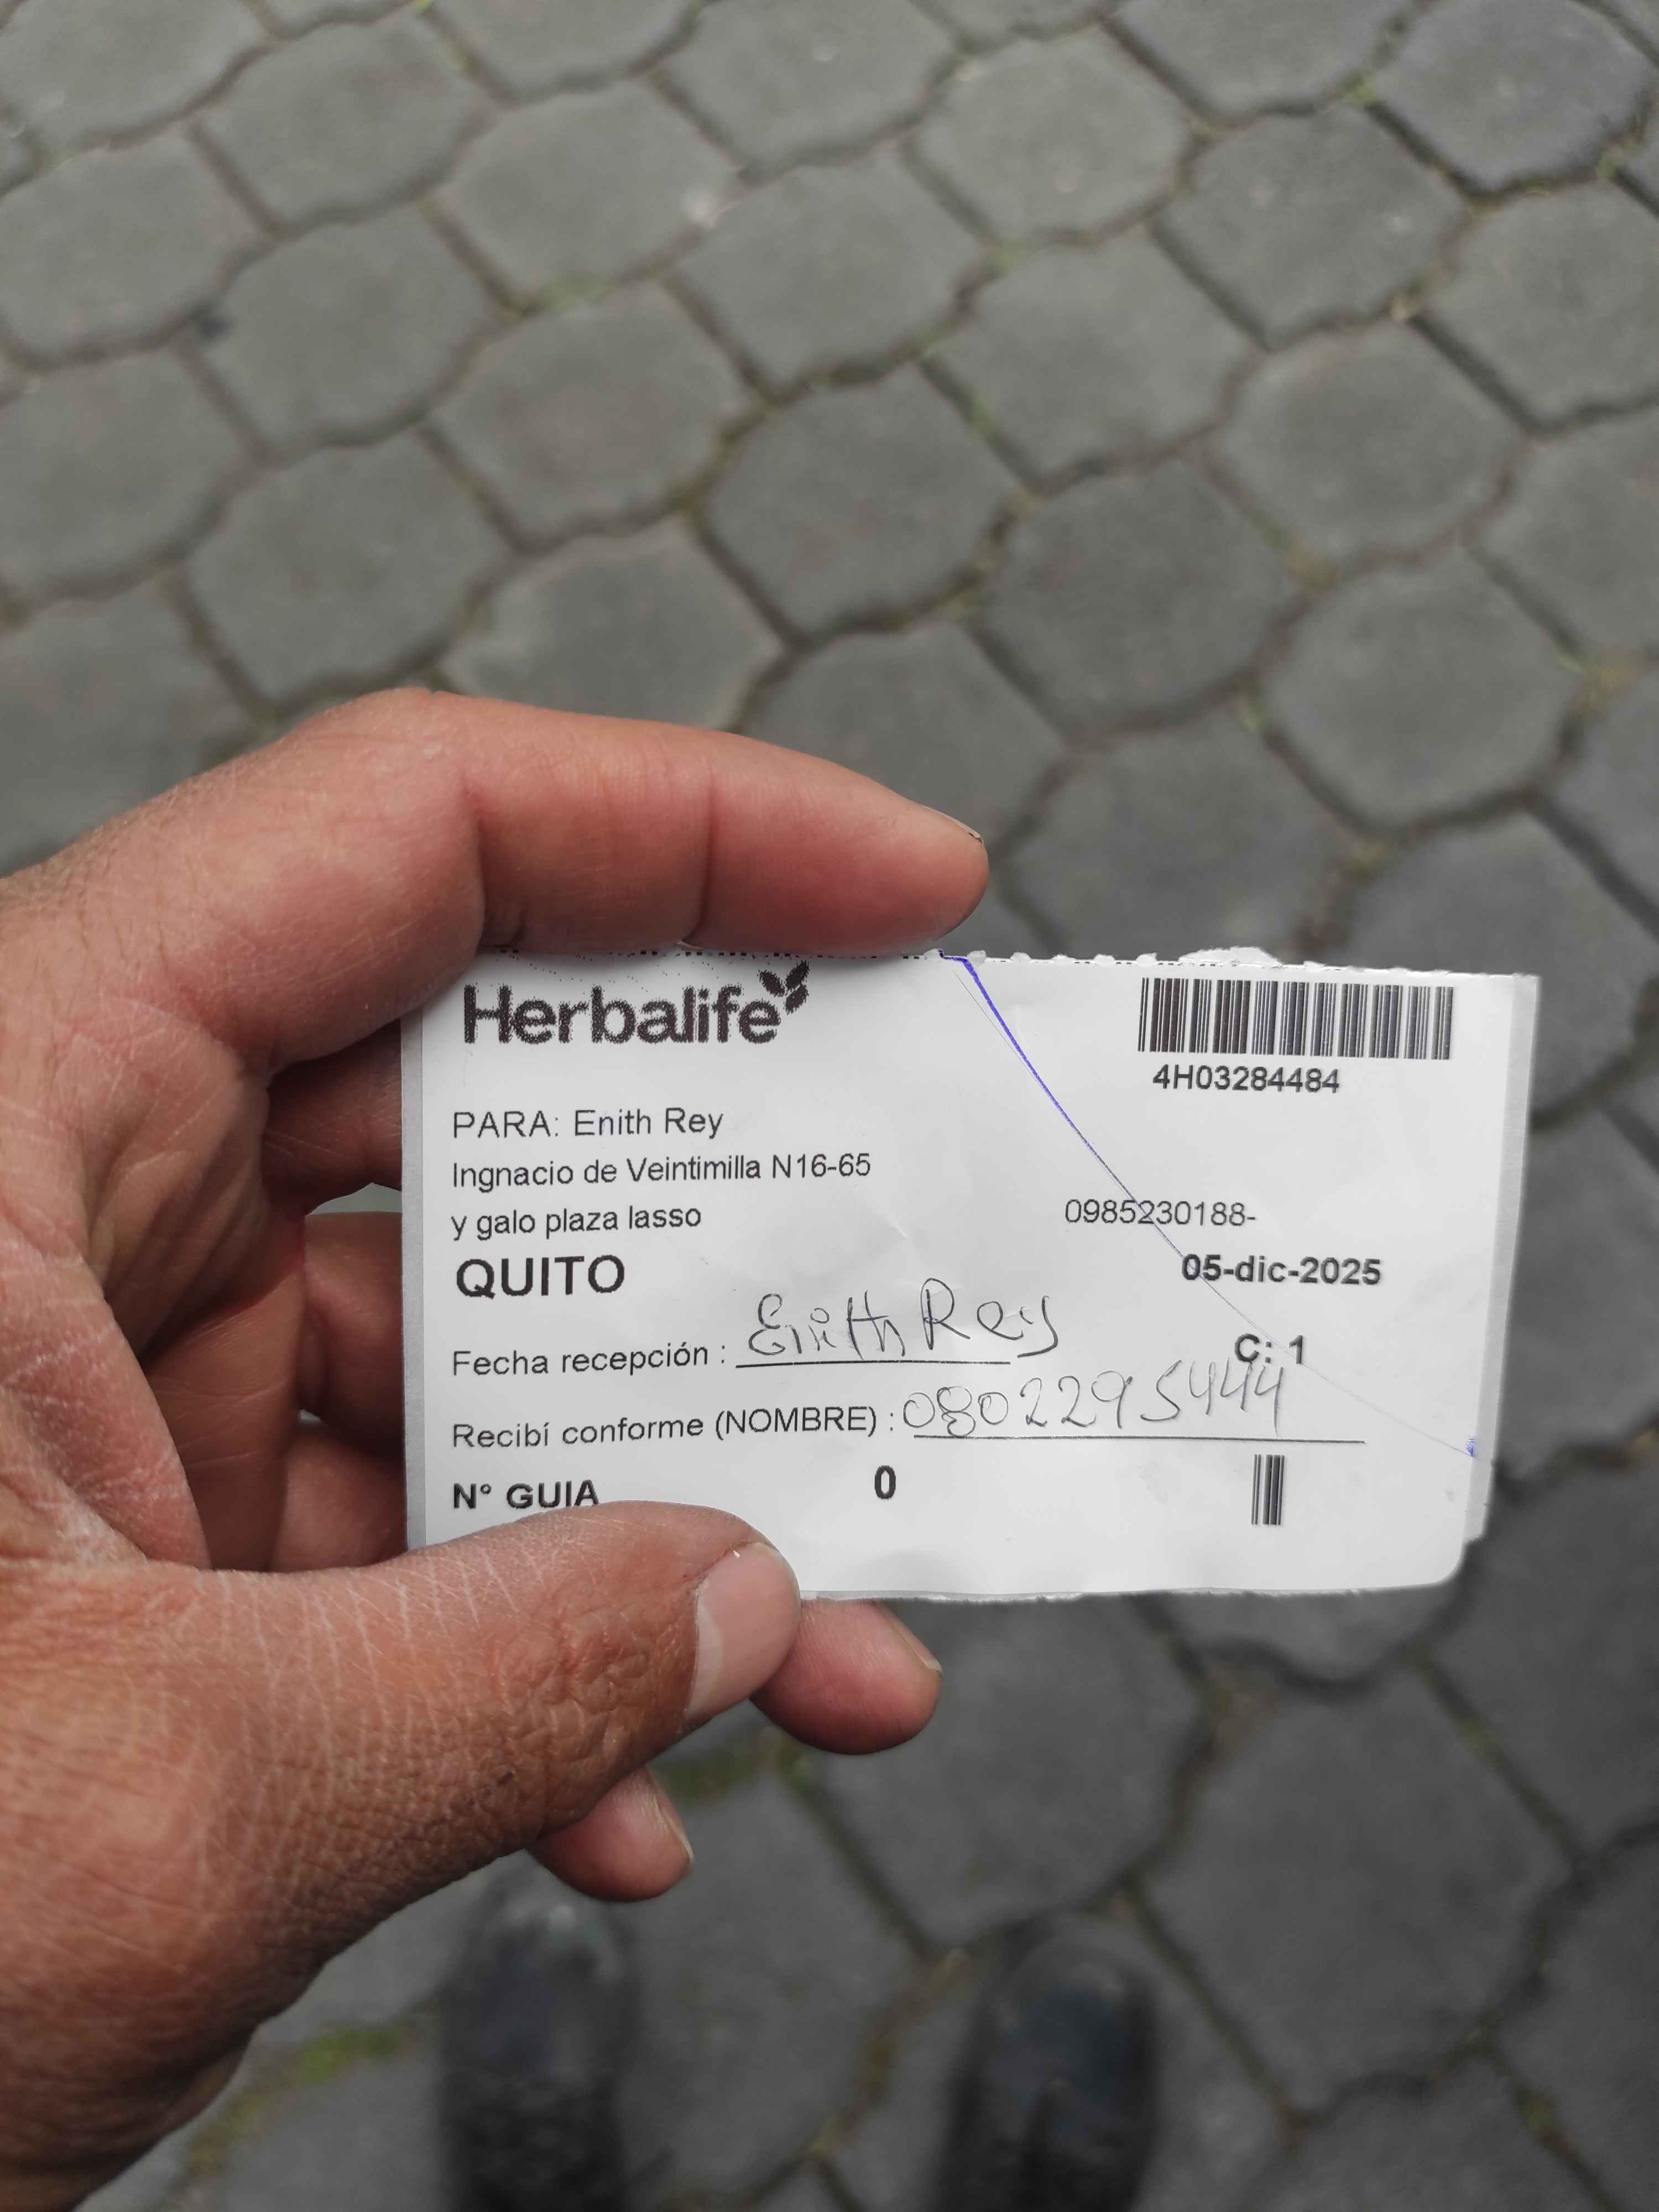 Herbalife
4H03284484
PARA: Enith Rey
Ingnacio de Veintimilla N16-65
y galo plaza lasso
0985230188-
QUITO
05-dic-2025
Fecha recepción : Enith Rey
C: 1
Recibí conforme (NOMBRE) : 0802295444
N° GUIA 0